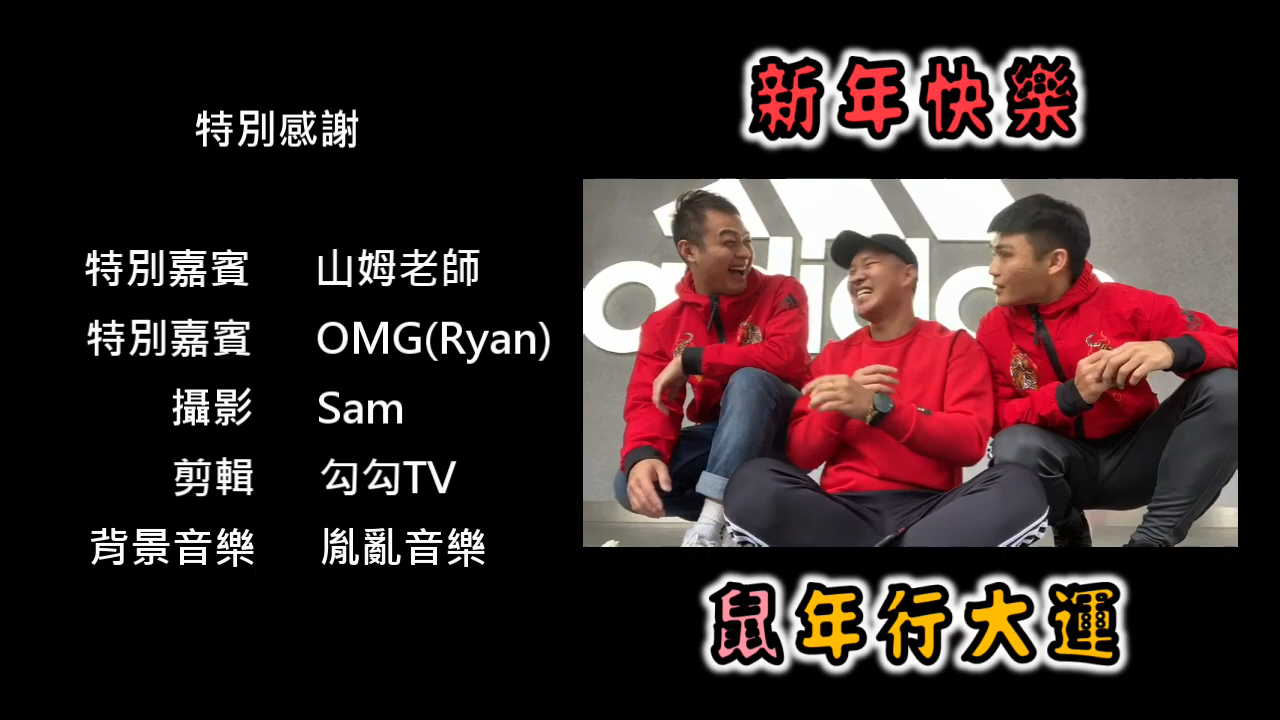 特別感謝
特別嘉賓 山姆老師
特別嘉賓 OMG(Ryan)
攝影 Sam
剪輯 勾勾TV
背景音樂 胤亂音樂
新年快樂
adidas
鼠年行大運